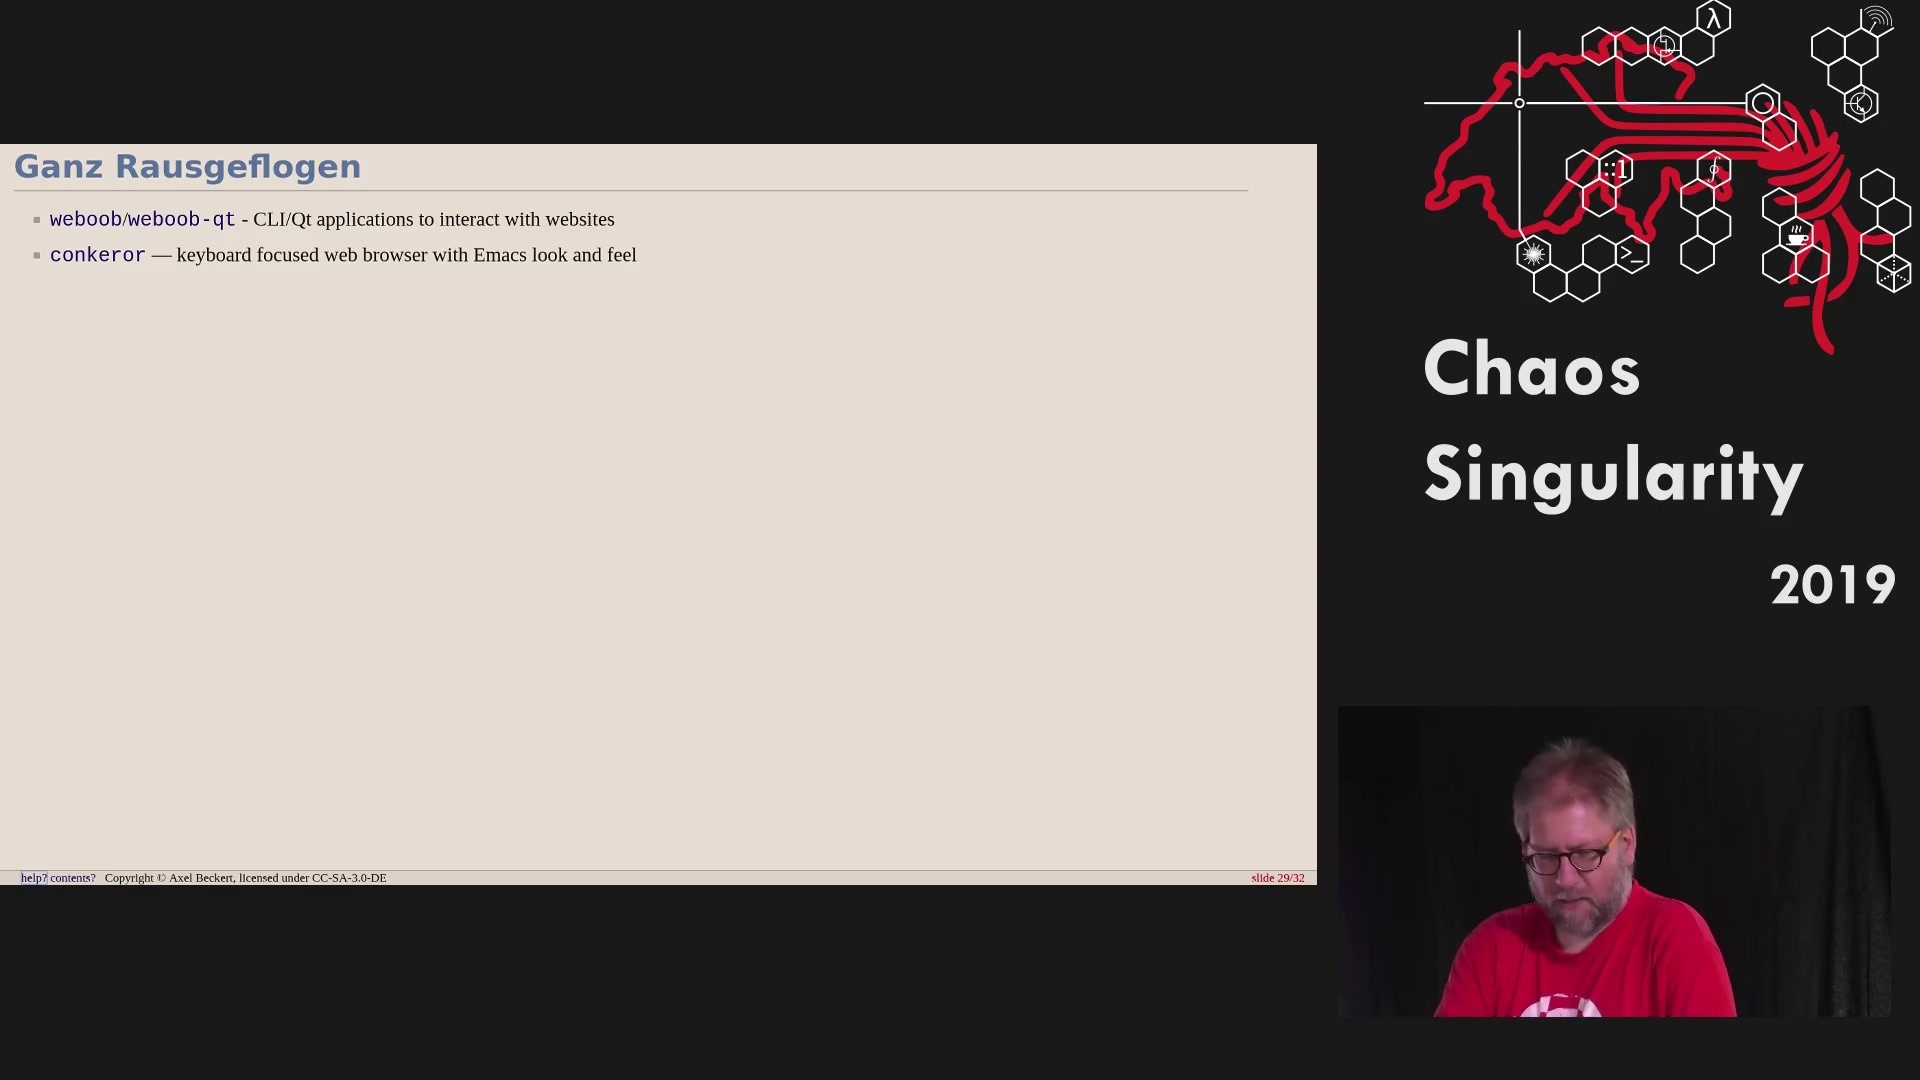 Ganz Rausgeflogen
weboob/weboob-qt - CLI/Qt applications to interact with websites
conkeror — keyboard focused web browser with Emacs look and feel
help? contents? Copyright © Axel Beckert, licensed under CC-SA-3.0-DE
slide 29/32
λ
::1
∮
>_
Chaos
Singularity
2019